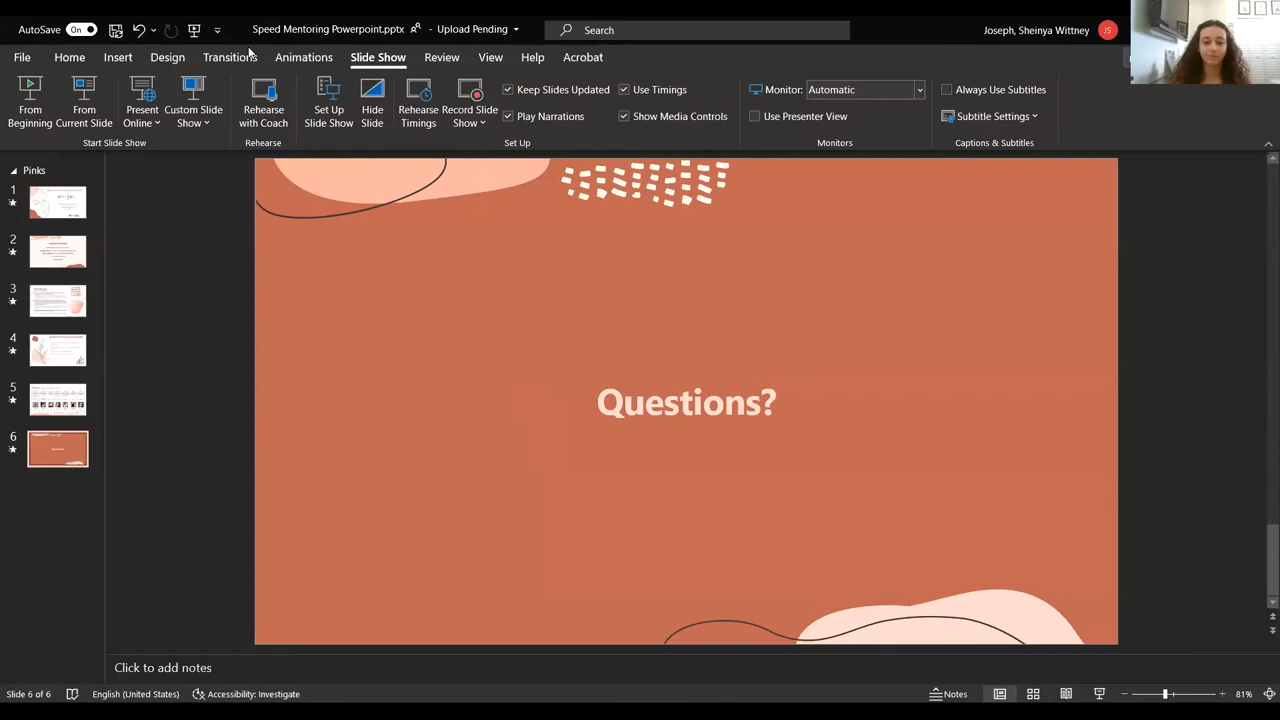 AutoSave On Speed Mentoring Powerpoint.pptx - Upload Pending Search Joseph, Sheinya Wittney JS
File Home Insert Design Transitions Animations Slide Show Review View Help Acrobat
From Beginning From Current Slide Present Online Custom Slide Show Rehearse with Coach Set Up Slide Show Hide Slide Rehearse Timings Record Slide Show
Keep Slides Updated Use Timings Monitor: Automatic Always Use Subtitles
Play Narrations Show Media Controls Use Presenter View Subtitle Settings
Start Slide Show Rehearse Set Up Monitors Captions & Subtitles
Pinks
1
2
3
4
5
6
Questions?
Click to add notes
Slide 6 of 6 English (United States) Accessibility: Investigate Notes 81%